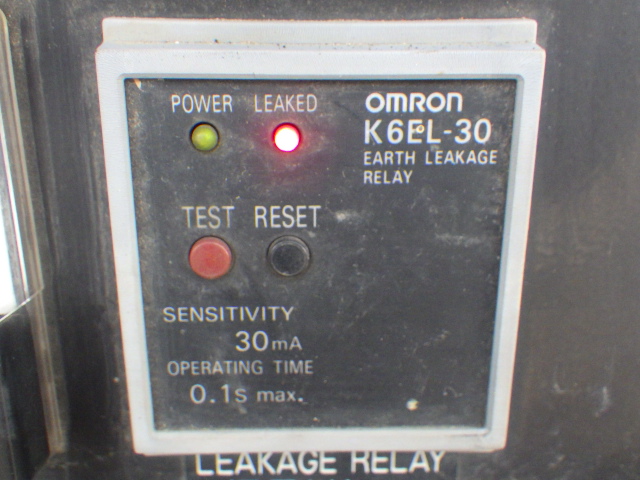 POWER LEAKED
OMRON
K6EL-30
EARTH LEAKAGE
RELAY
TEST RESET
SENSITIVITY
30mA
OPERATING TIME
0.1s max.
LEAKAGE RELAY